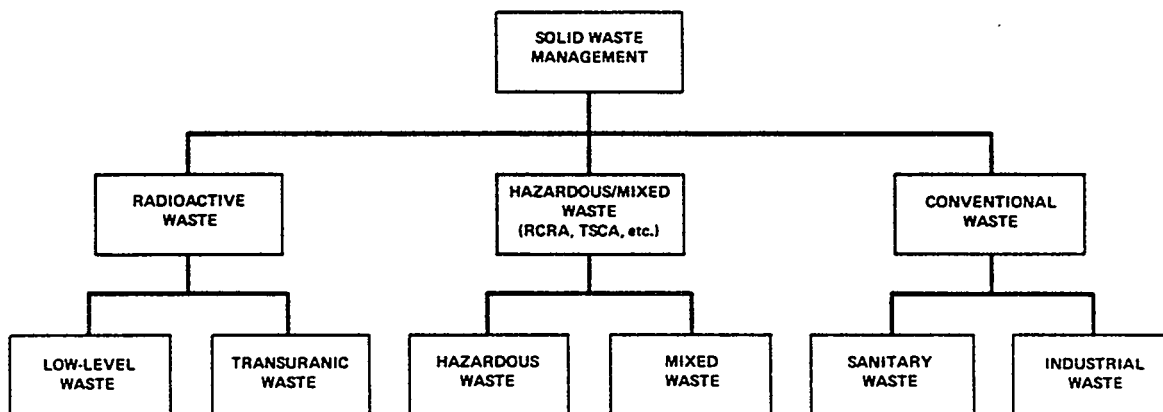 SOLID WASTE
MANAGEMENT
RADIOACTIVE
WASTE
HAZARDOUS/MIXED
WASTE
(RCRA, TSCA, etc.)
CONVENTIONAL
WASTE
LOW-LEVEL
WASTE
TRANSURANIC
WASTE
HAZARDOUS
WASTE
MIXED
WASTE
SANITARY
WASTE
INDUSTRIAL
WASTE